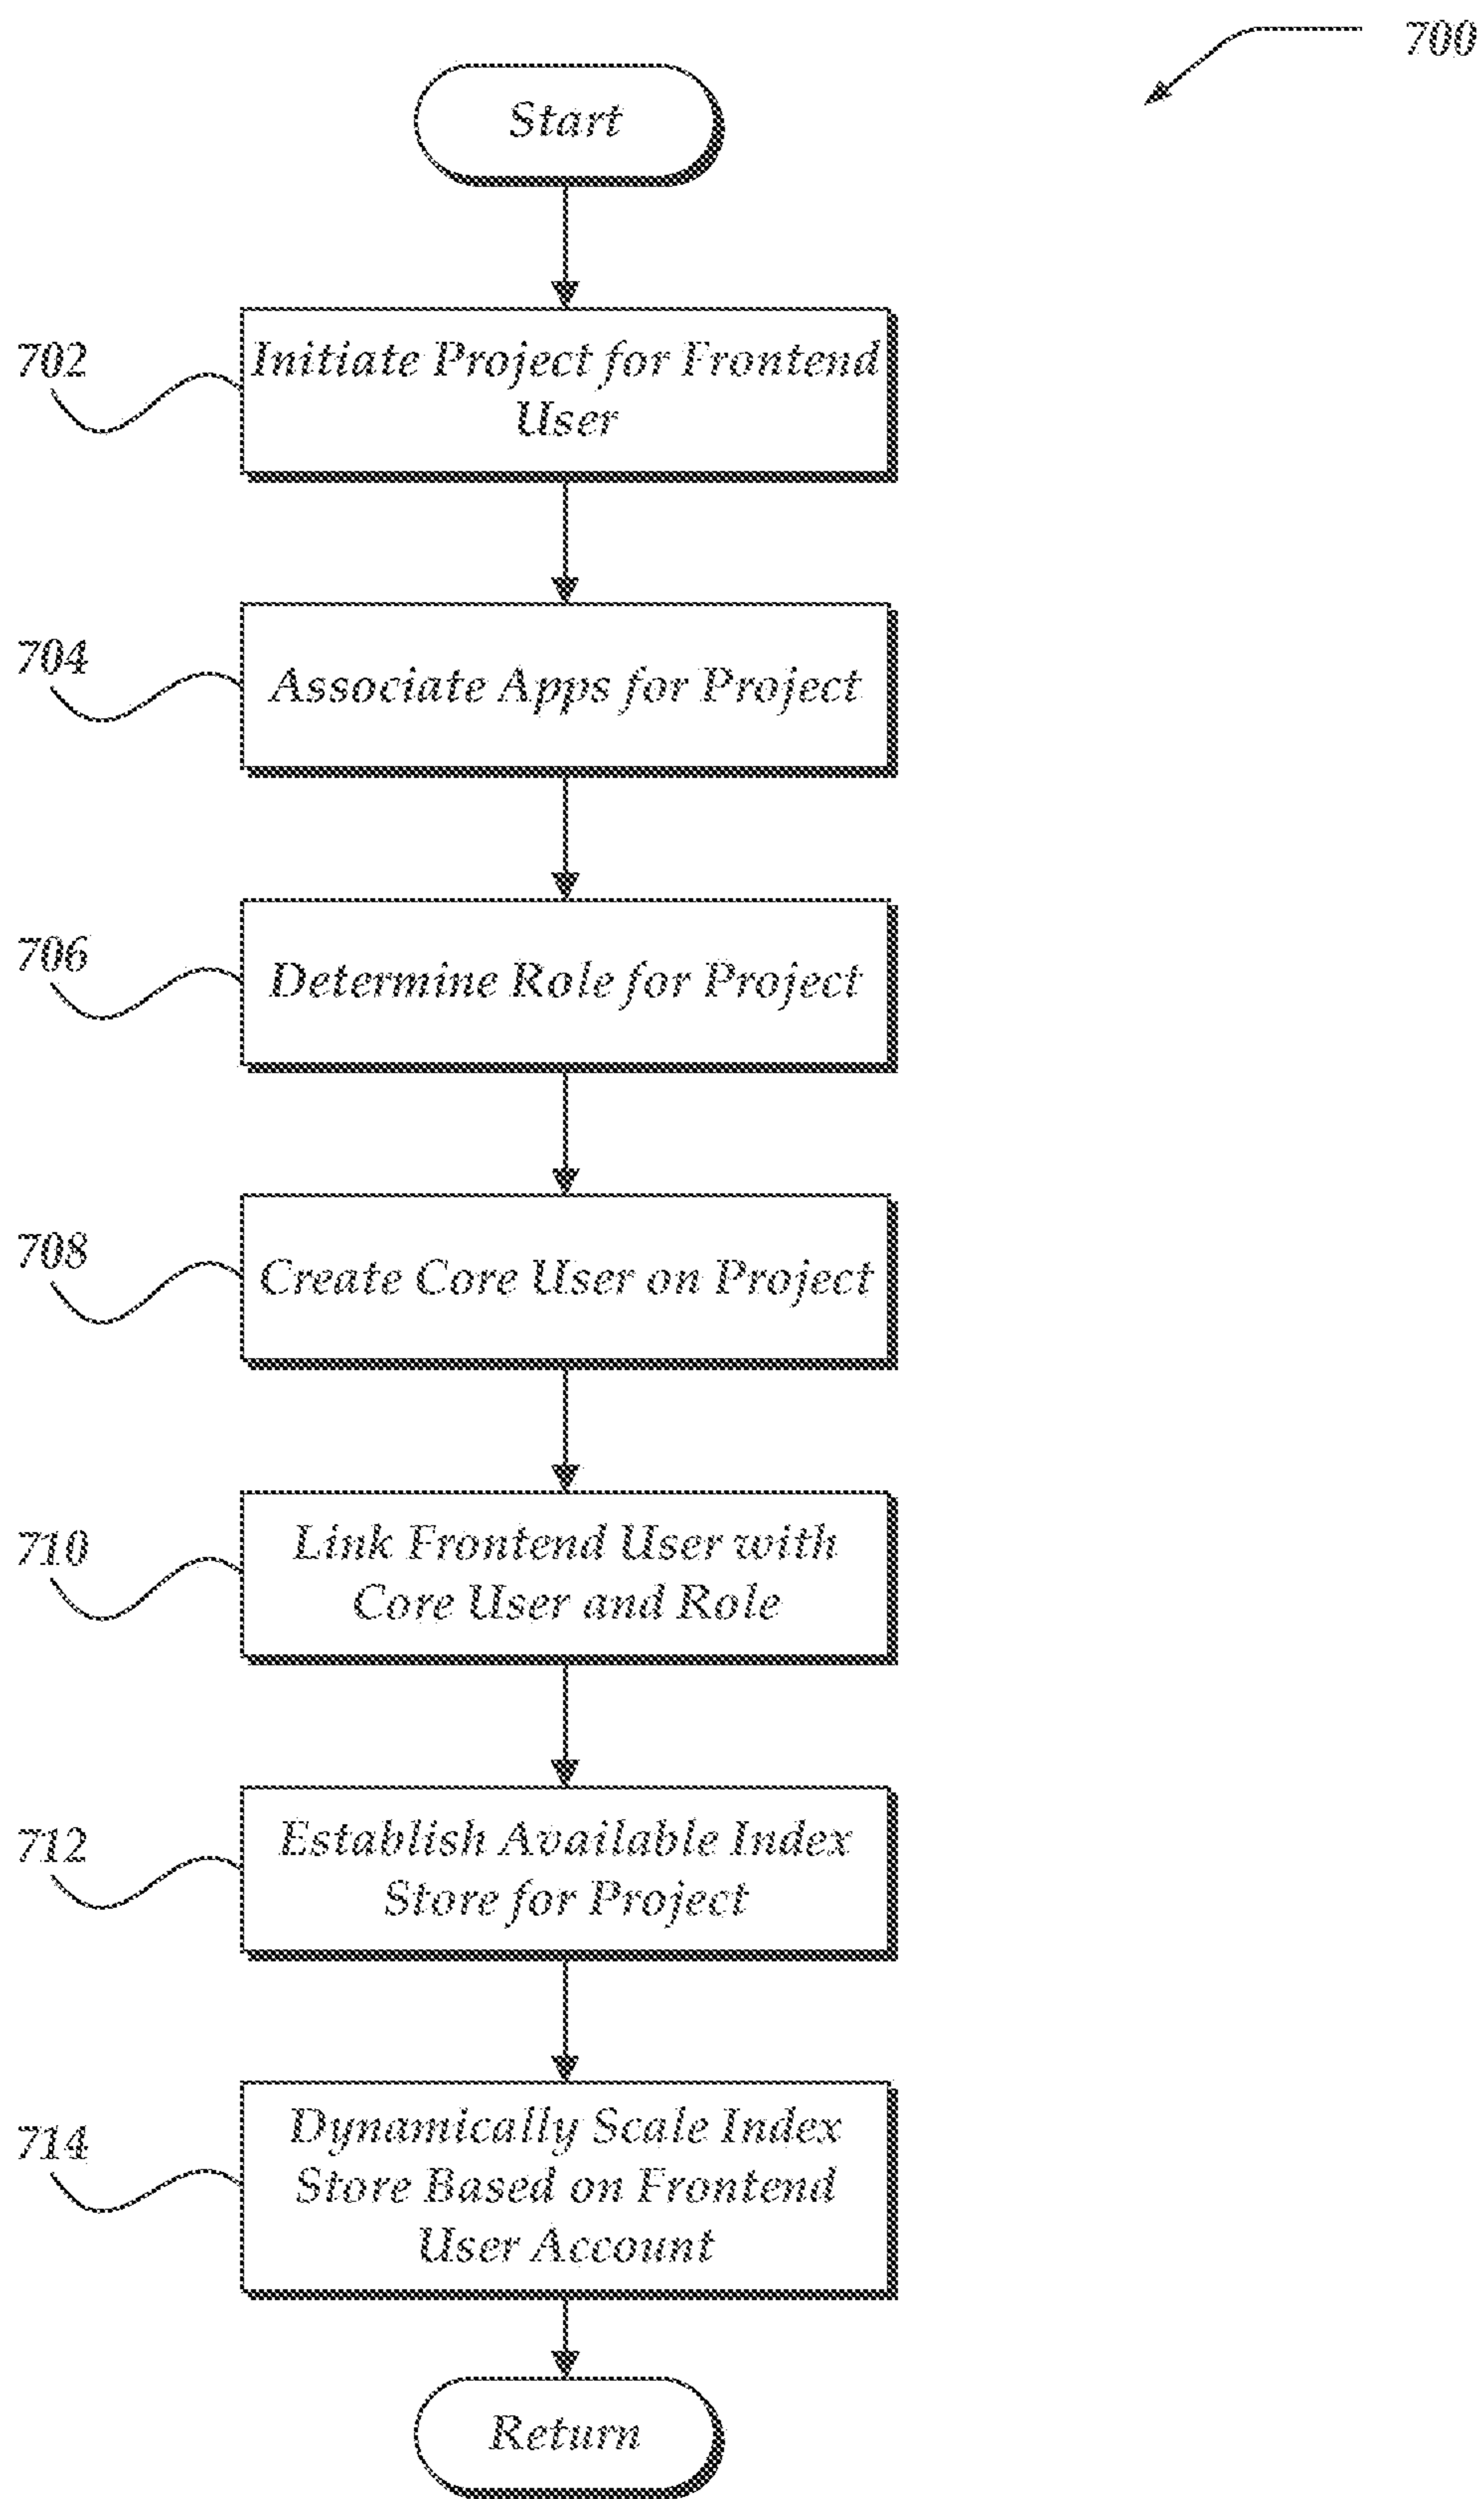 700
Start
702
Initiate Project for Frontend
User
704
Associate Apps for Project
706
Determine Role for Project
708
Create Core User on Project
710
Link Frontend User with
Core User and Role
712
Establish Available Index
Store for Project
714
Dynamically Scale Index
Store Based on Frontend
User Account
Return